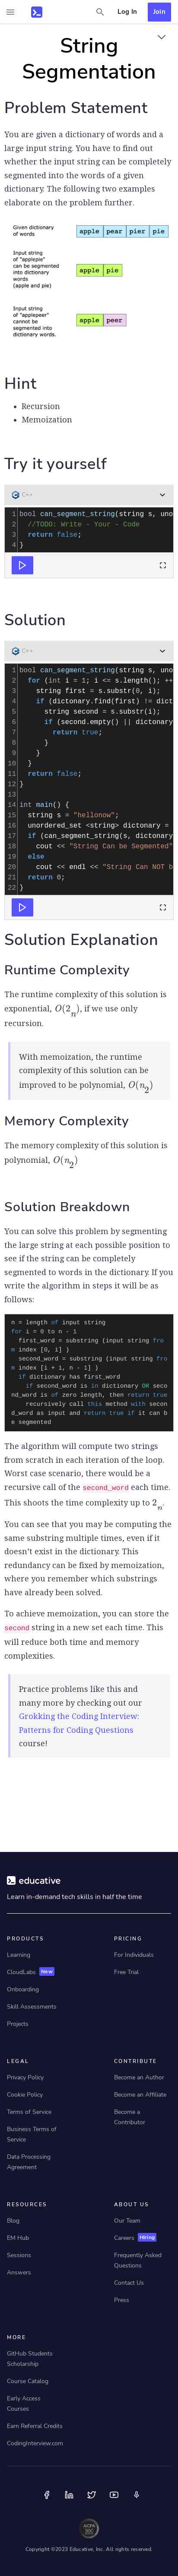 Log In
Join
String
Segmentation
Problem Statement
You are given a dictionary of words and a
large input string. You have to find out
whether the input string can be completely
segmented into the words of a given
dictionary. The following two examples
elaborate on the problem further.
Given dictionary
of words
apple pear pier pie
Input string
of "applepie"
can be segmented
into dictionary
words
(apple and pie)
apple pie
Input string
of "applepeer"
cannot be
segmented into
dictionary words.
apple peer
Hint
• Recursion
• Memoization
Try it yourself
C++
1 bool can_segment_string(string s, uno
2 //TODO: Write - Your - Code
3 return false;
4 }
Solution
C++
1 bool can_segment_string(string s, uno
2 for (int i = 1; i <= s.length(); ++
3 string first = s.substr(0, i);
4 if (dictonary.find(first) != dict
5 string second = s.substr(i);
6 if (second.empty() || dictonary
7 return true;
8 }
9 }
10 }
11 return false;
12 }
13
14 int main() {
15 string s = "hellonow";
16 unordered_set <string> dictonary =
17 if (can_segment_string(s, dictonary
18 cout << "String Can be Segmented"
19 else
20 cout << endl << "String Can NOT b
21 return 0;
22 }
Solution Explanation
Runtime Complexity
The runtime complexity of this solution is
exponential, O(2n), if we use only
recursion.
With memoization, the runtime
complexity of this solution can be
improved to be polynomial, O(n2)
Memory Complexity
The memory complexity of this solution is
polynomial, O(n2)
Solution Breakdown
You can solve this problem by segmenting
the large string at each possible position to
see if the string can be completely
segmented to words in the dictionary. If you
write the algorithm in steps it will be as
follows:
n = length of input string
for i = 0 to n - 1
first_word = substring (input string fro
m index [0, i] )
second_word = substring (input string fro
m index [i + 1, n - 1] )
if dictionary has first_word
if second_word is in dictionary OR seco
nd_word is of zero length, then return true
recursively call this method with secon
d_word as input and return true if it can b
e segmented
The algorithm will compute two strings
from scratch in each iteration of the loop.
Worst case scenario, there would be a
recursive call of the second_word each time.
This shoots the time complexity up to 2n.
You can see that you may be computing the
same substring multiple times, even if it
doesn't exist in the dictionary. This
redundancy can be fixed by memoization,
where you remember which substrings
have already been solved.
To achieve memoization, you can store the
second string in a new set each time. This
will reduce both time and memory
complexities.
Practice problems like this and
many more by checking out our
Grokking the Coding Interview:
Patterns for Coding Questions
course!
educative
Learn in-demand tech skills in half the time
PRODUCTS
Learning
CloudLabs New
Onboarding
Skill Assessments
Projects
PRICING
For Individuals
Free Trial
LEGAL
Privacy Policy
Cookie Policy
Terms of Service
Business Terms of
Service
Data Processing
Agreement
CONTRIBUTE
Become an Author
Become an Affiliate
Become a
Contributor
RESOURCES
Blog
EM Hub
Sessions
Answers
ABOUT US
Our Team
Careers Hiring
Frequently Asked
Questions
Contact Us
Press
MORE
GitHub Students
Scholarship
Course Catalog
Early Access
Courses
Earn Referral Credits
CodingInterview.com
Copyright ©2023 Educative, Inc. All rights reserved.